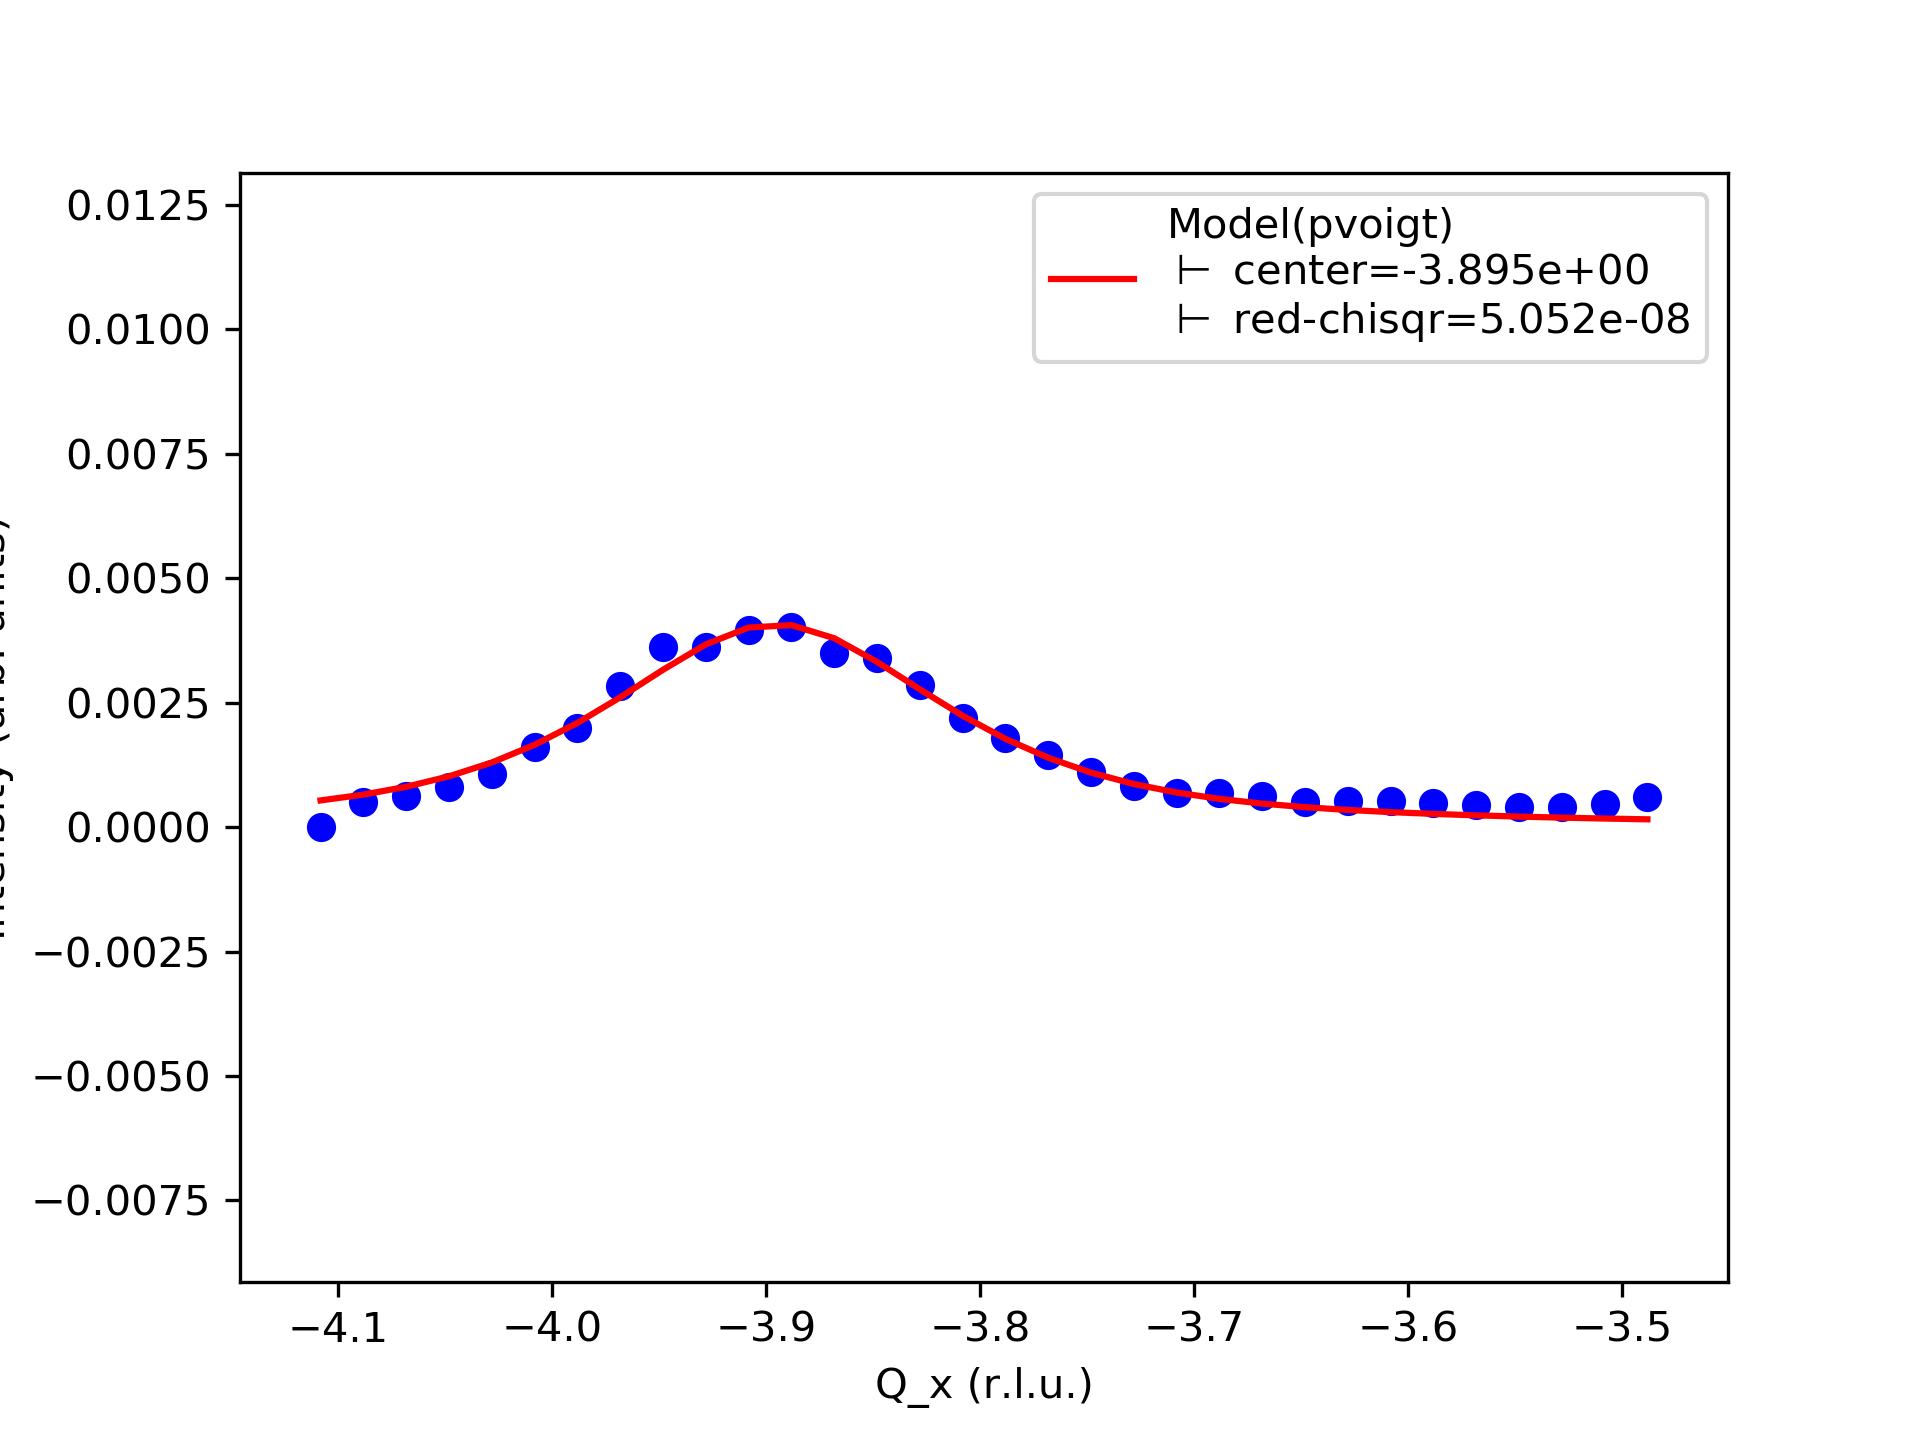 Model(pvoigt)
⊢ center=-3.895e+00
⊢ red-chisqr=5.052e-08
0.0125
0.0100
0.0075
0.0050
0.0025
0.0000
−0.0025
−0.0050
−0.0075
−4.1 −4.0 −3.9 −3.8 −3.7 −3.6 −3.5
Q_x (r.l.u.)